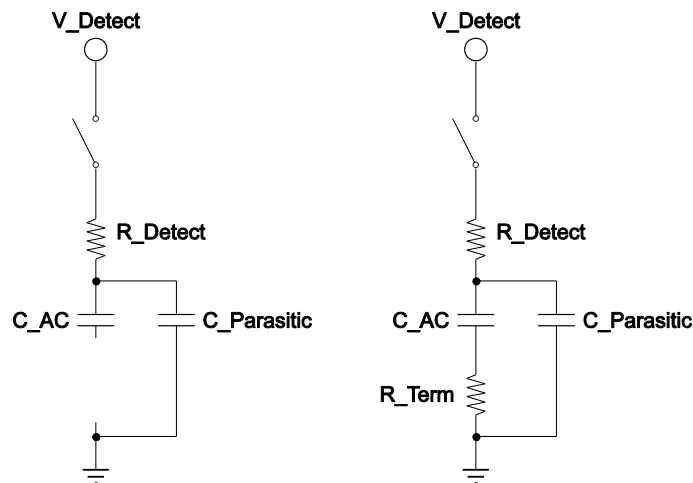 V_Detect
R_Detect
C_AC
C_Parasitic
V_Detect
R_Detect
C_AC
C_Parasitic
R_Term